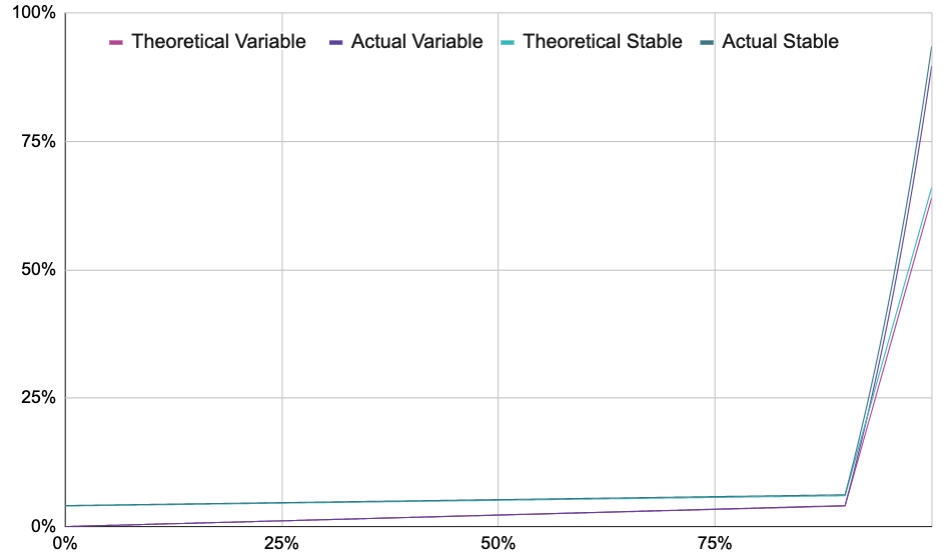 100%
Theoretical Variable Actual Variable Theoretical Stable Actual Stable
75%
50%
25%
0%
0% 25% 50% 75%